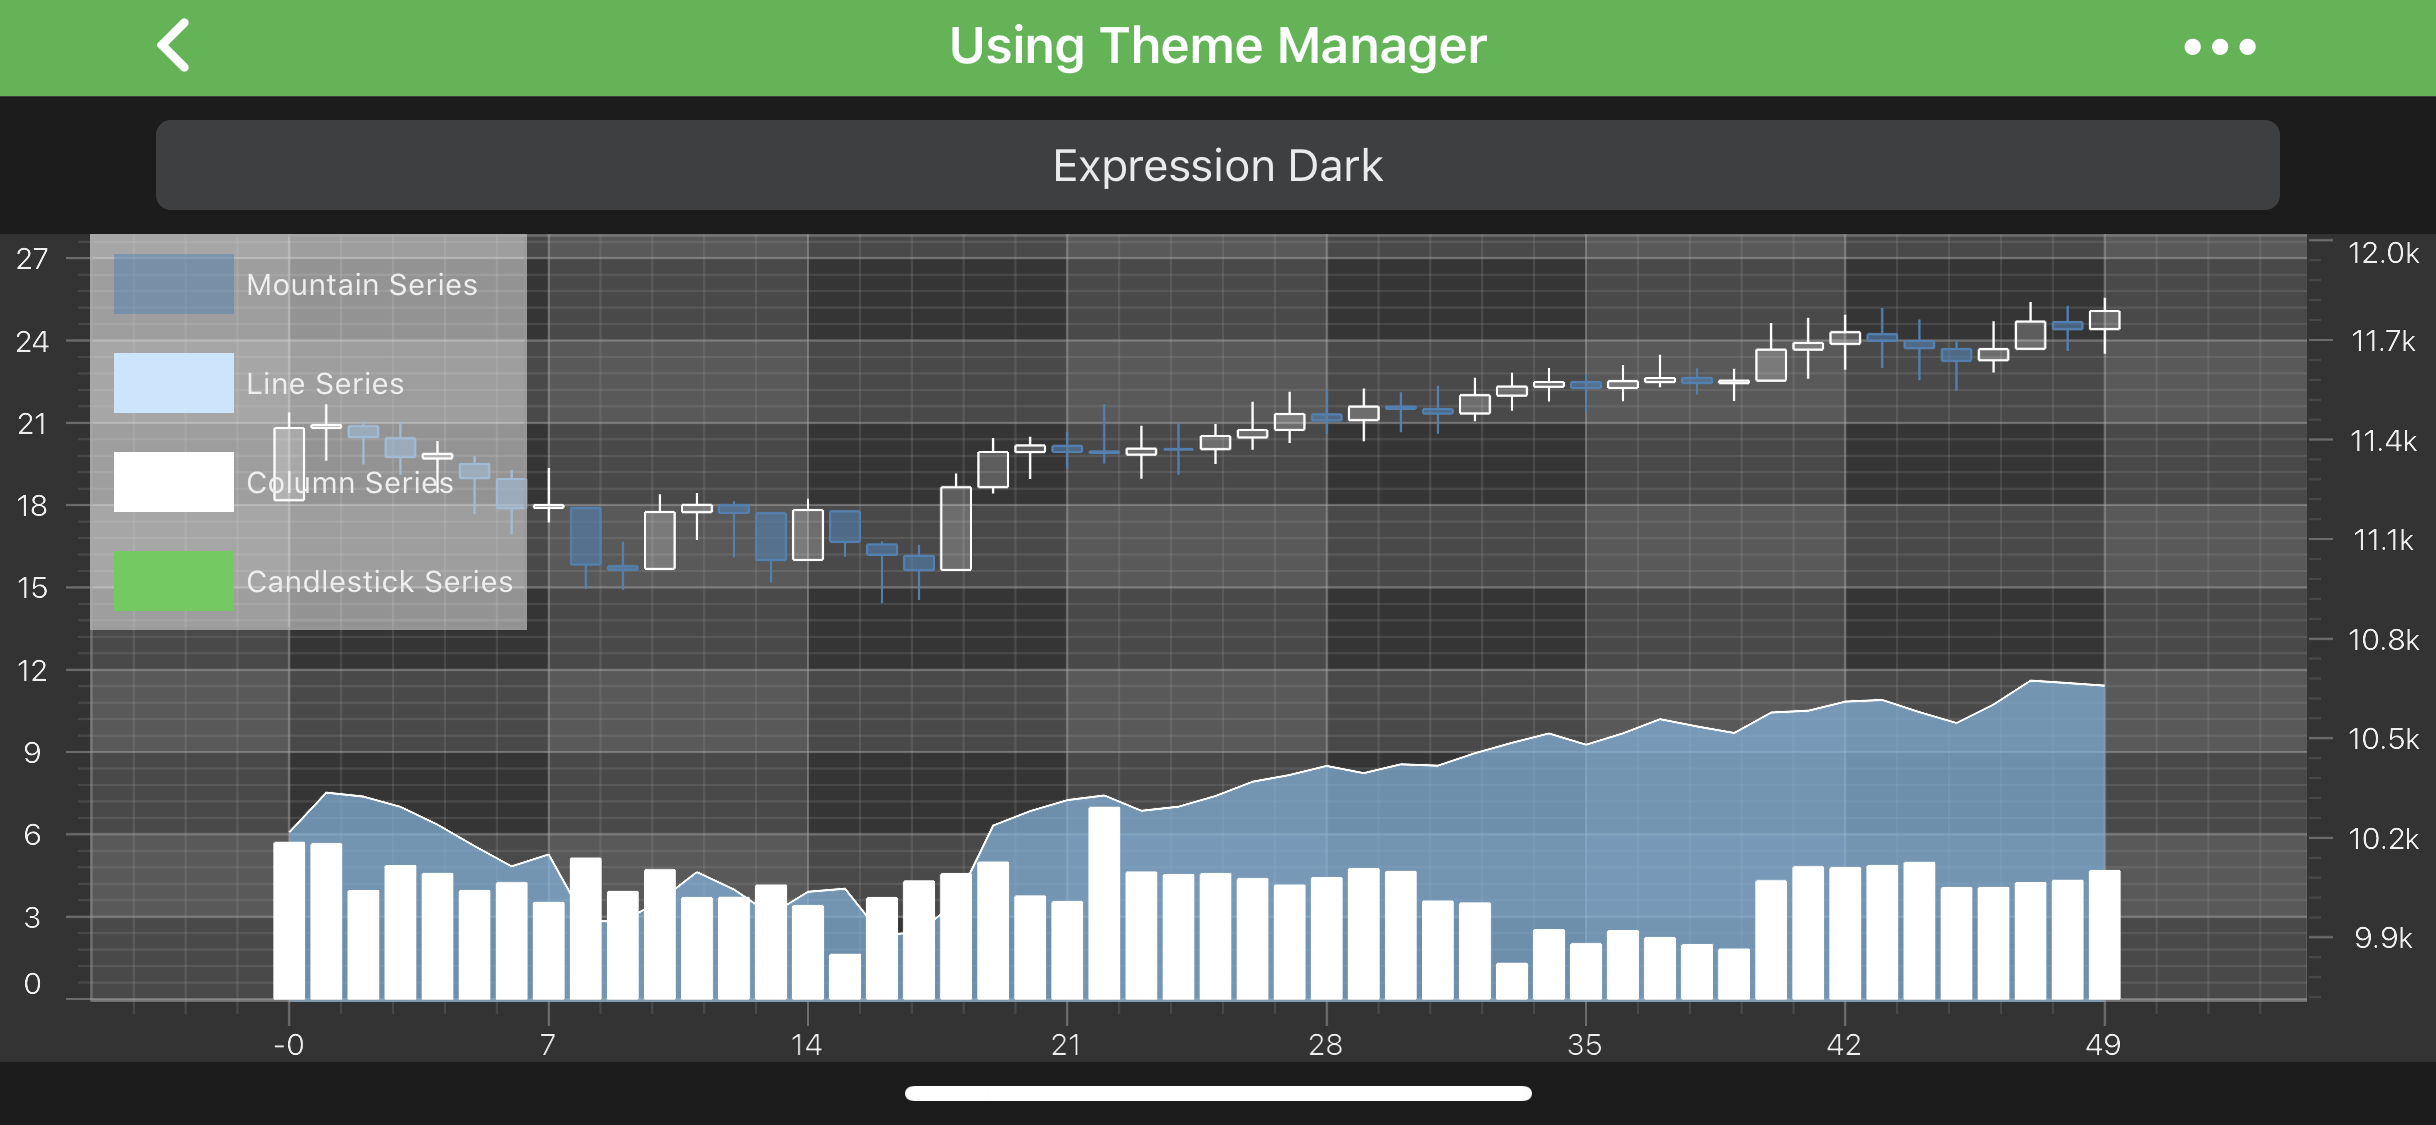 Using Theme Manager
Expression Dark
Mountain Series
Line Series
Column Series
Candlestick Series
27
24
21
18
15
12
9
6
3
0
12.0k
11.7k
11.4k
11.1k
10.8k
10.5k
10.2k
9.9k
-0 7 14 21 28 35 42 49